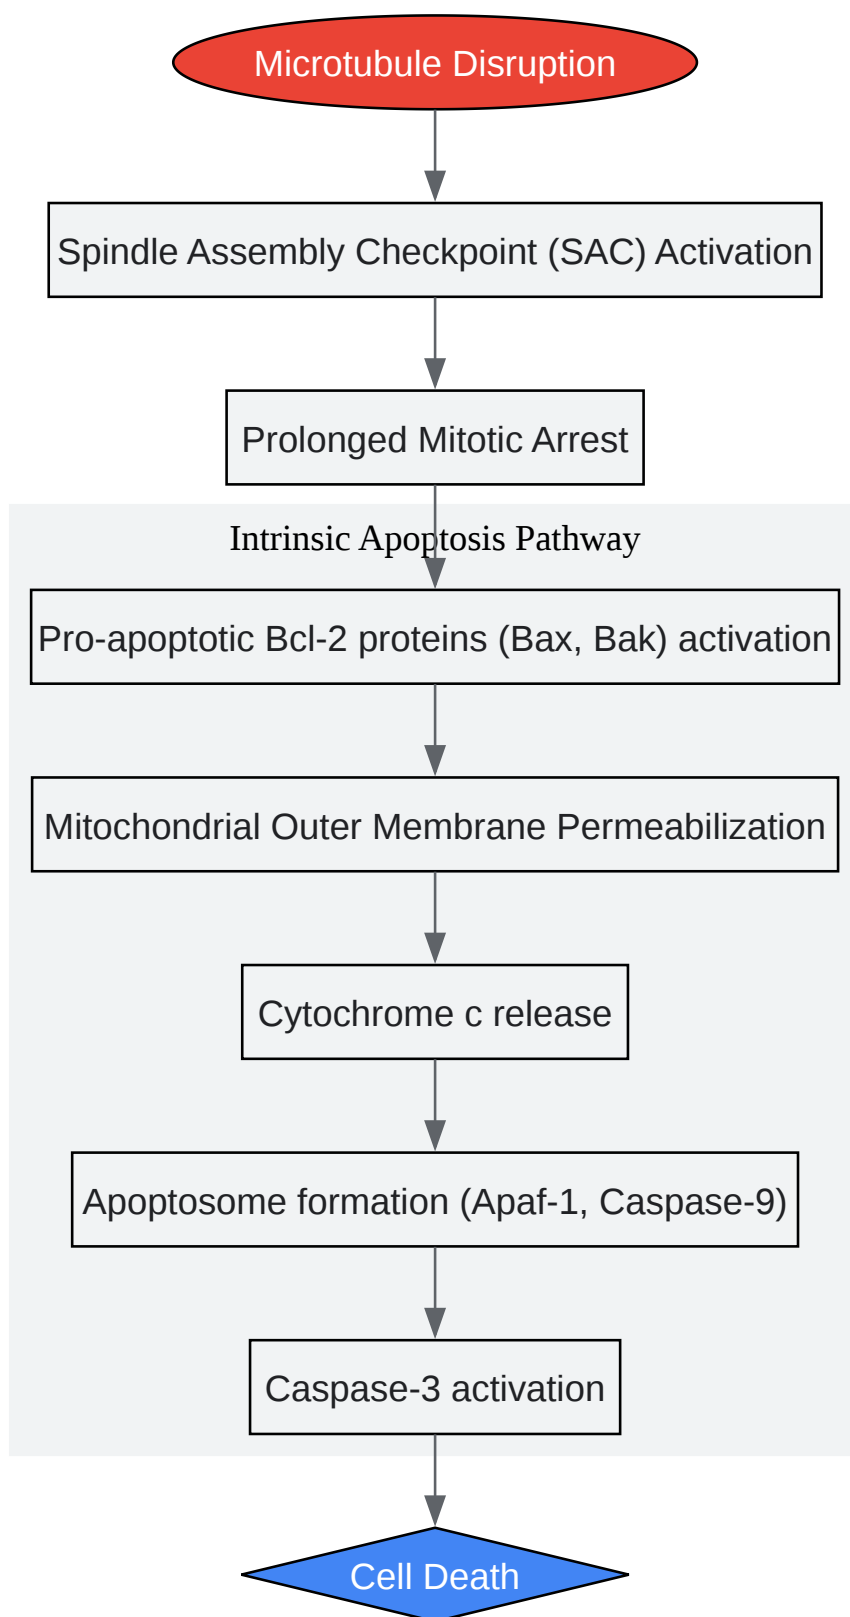 Microtubule Disruption
Spindle Assembly Checkpoint (SAC) Activation
Prolonged Mitotic Arrest
Intrinsic Apoptosis Pathway
Pro-apoptotic Bcl-2 proteins (Bax, Bak) activation
Mitochondrial Outer Membrane Permeabilization
Cytochrome c release
Apoptosome formation (Apaf-1, Caspase-9)
Caspase-3 activation
Cell Death